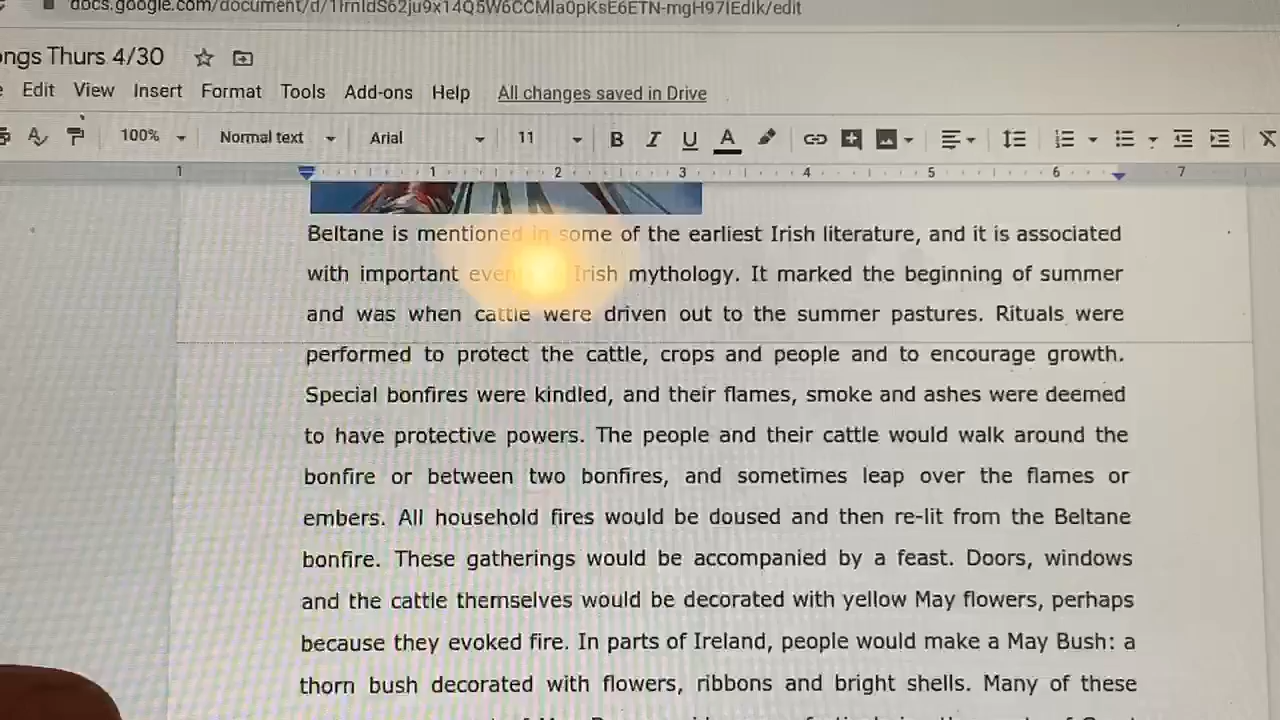 docs.google.com/document/d/
ongs Thurs 4/30
Edit View Insert Format Tools Add-ons Help All changes saved in Drive
100% Normal text Arial 11 B I U A
1 1 2 3 4 5 6 7
Beltane is mentioned in some of the earliest Irish literature, and it is associated
with important Irish mythology. It marked the beginning of summer
and was when cattle were driven out to the summer pastures. Rituals were
performed to protect the cattle, crops and people and to encourage growth.
Special bonfires were kindled, and their flames, smoke and ashes were deemed
to have protective powers. The people and their cattle would walk around the
bonfire or between two bonfires, and sometimes leap over the flames or
embers. All household fires would be doused and then re-lit from the Beltane
bonfire. These gatherings would be accompanied by a feast. Doors, windows
and the cattle themselves would be decorated with yellow May flowers, perhaps
because they evoked fire. In parts of Ireland, people would make a May Bush: a
thorn bush decorated with flowers, ribbons and bright shells. Many of these